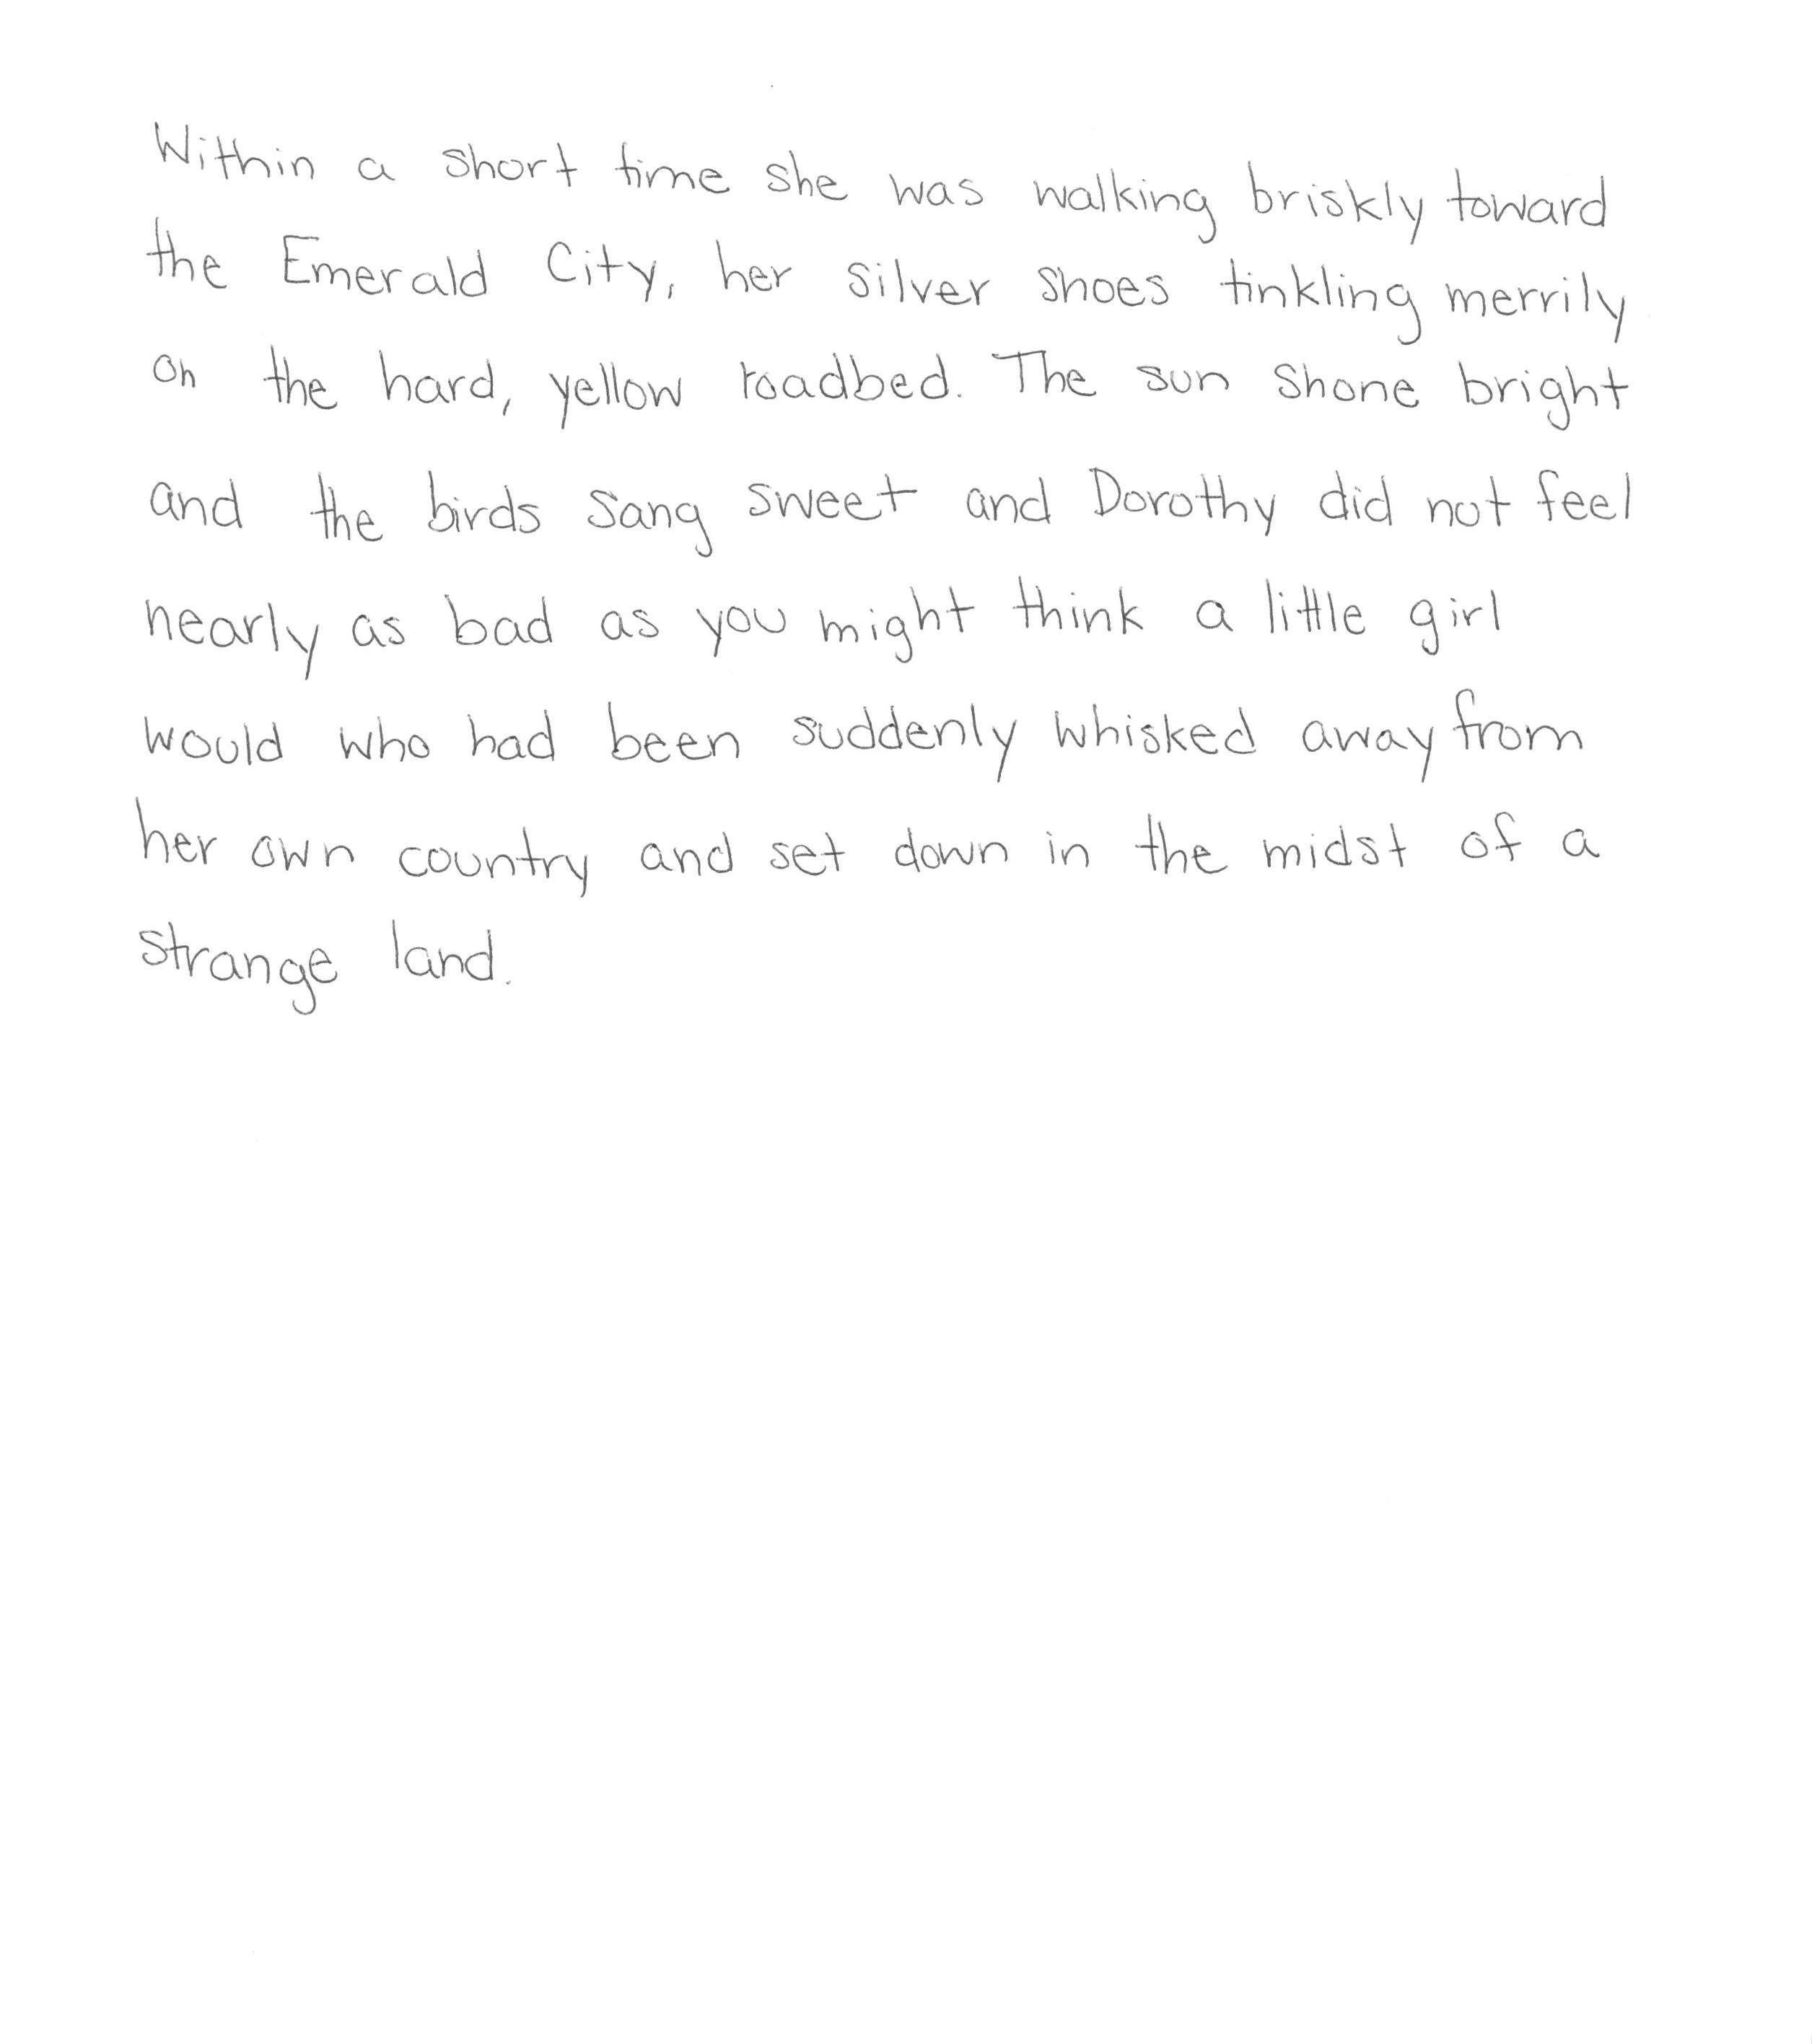 Within a short time she was walking briskly toward
the Emerald City, her silver shoes tinkling merrily
on the hard, yellow roadbed. The sun shone bright
and the birds sang sweet and Dorothy did not feel
nearly as bad as you might think a little girl
would who had been suddenly whisked away from
her own country and set down in the midst of a
strange land.